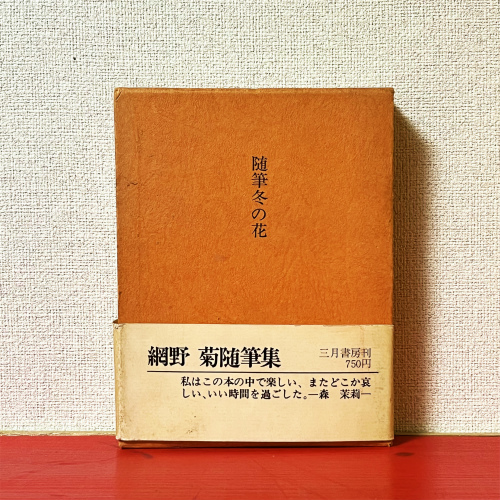 随筆冬の花
網野 菊随筆集
三月書房刊
750円
私はこの本の中で楽しい、またどこか哀
しい、いい時間を過ごした。—森 茉莉—